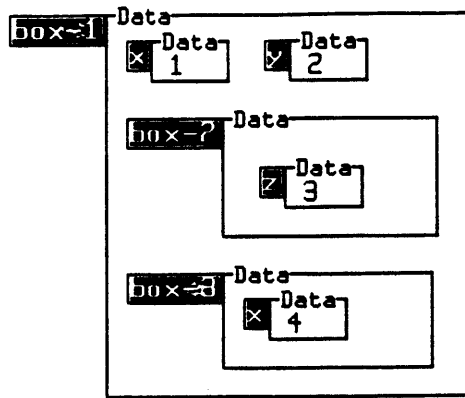 box-1 Data
x Data 1 y Data 2
box-2 Data
z Data 3
box-3 Data
x Data 4